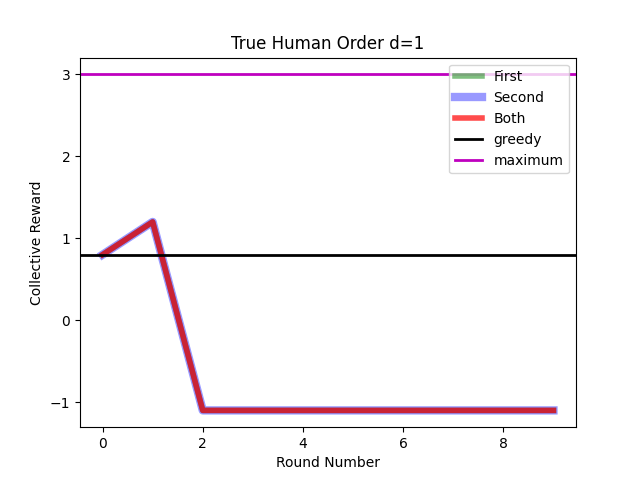 True Human Order d=1
3
2
1
0
−1
Collective Reward
First
Second
Both
greedy
maximum
0 2 4 6 8
Round Number